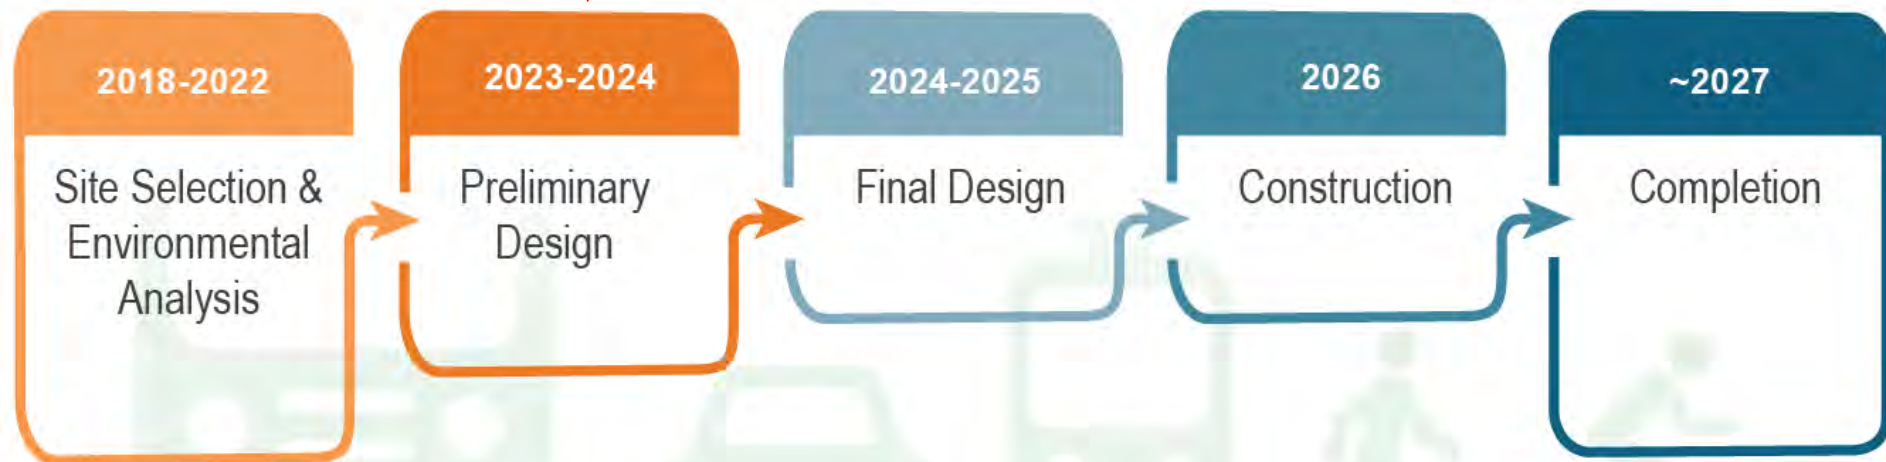 2018-2022
Site Selection &
Environmental
Analysis
2023-2024
Preliminary
Design
2024-2025
Final Design
2026
Construction
~2027
Completion